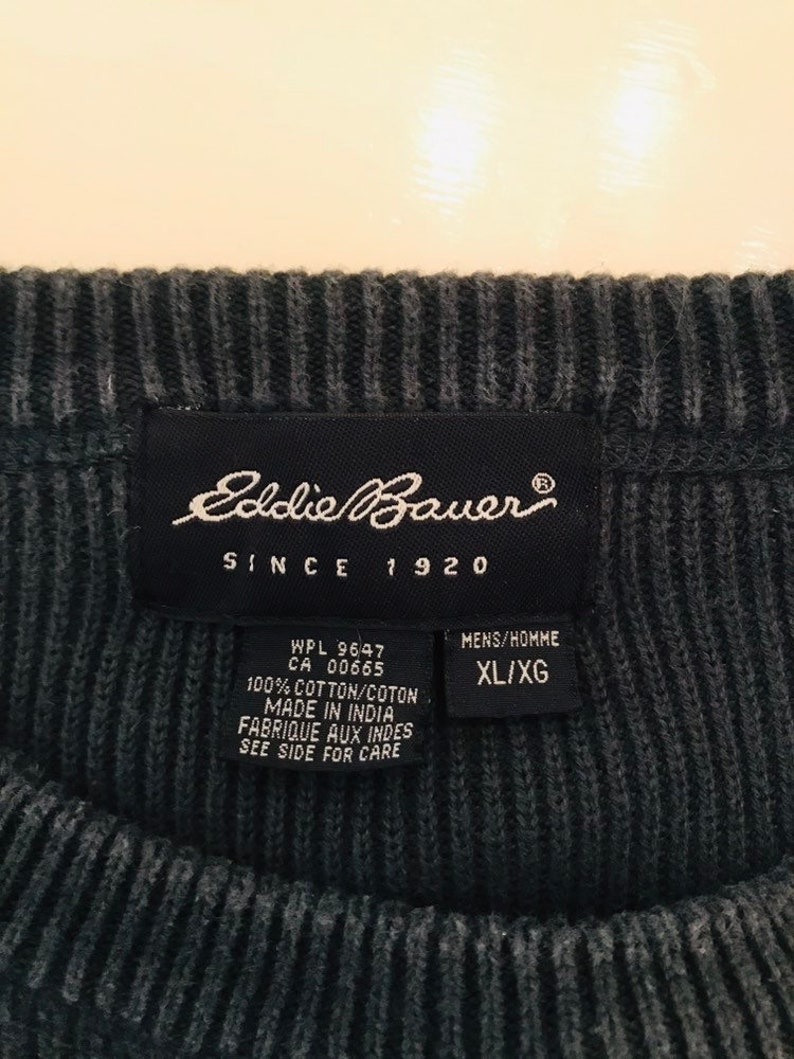 Eddie Bauer®
SINCE 1920
WPL 9647
CA 00665
100% COTTON/COTON
MADE IN INDIA
FABRIQUE AUX INDES
SEE SIDE FOR CARE
MENS/HOMME
XL/XG